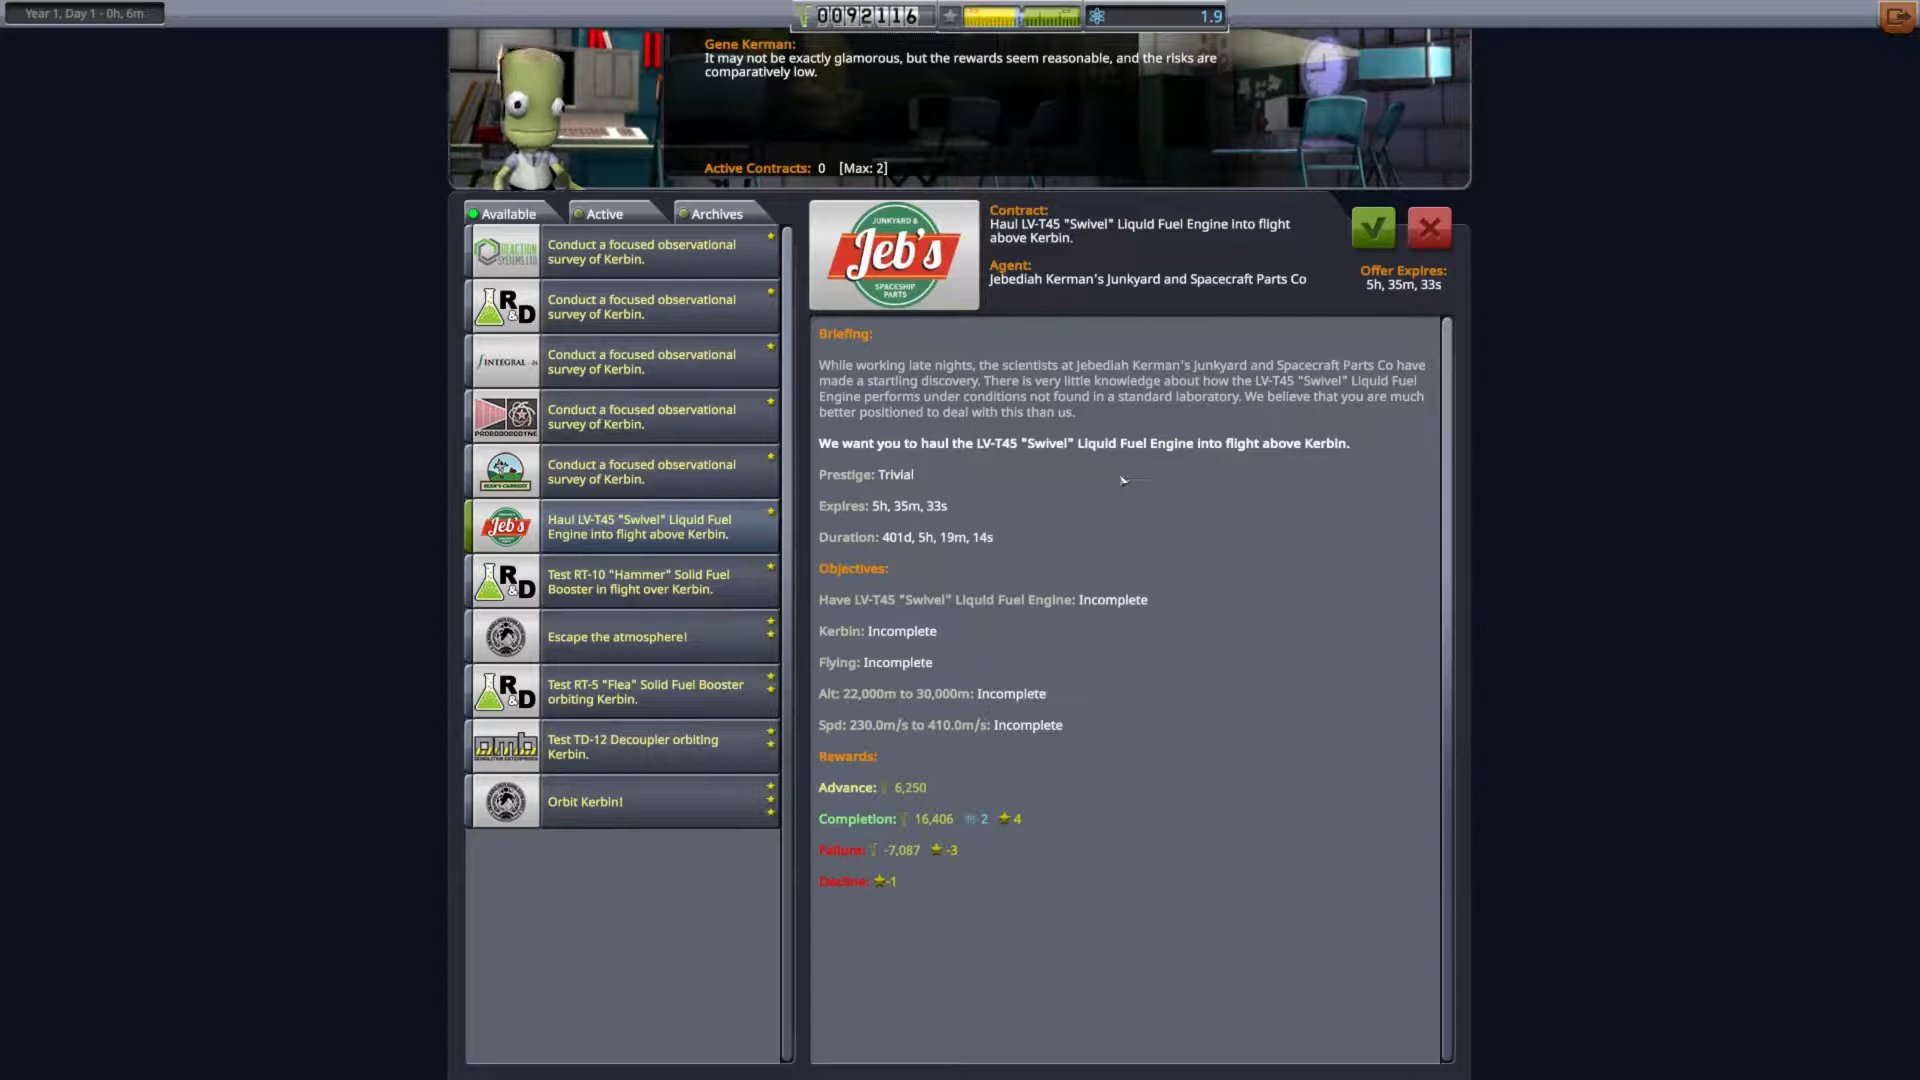 Year 1, Day 1 - 0h, 6m
0092116
1.9
Gene Kerman:
It may not be exactly glamorous, but the rewards seem reasonable, and the risks are
comparatively low.
Active Contracts: 0 [Max: 2]
Available
Active
Archives
REACTION
SYSTEMS LTD
Conduct a focused observational
survey of Kerbin.
R&D
Conduct a focused observational
survey of Kerbin.
INTEGRAL
Conduct a focused observational
survey of Kerbin.
PROBODOBODYNE
Conduct a focused observational
survey of Kerbin.
Conduct a focused observational
survey of Kerbin.
Jeb's
Haul LV-T45 "Swivel" Liquid Fuel
Engine into flight above Kerbin.
R&D
Test RT-10 "Hammer" Solid Fuel
Booster in flight over Kerbin.
Escape the atmosphere!
R&D
Test RT-5 "Flea" Solid Fuel Booster
orbiting Kerbin.
Test TD-12 Decoupler orbiting
Kerbin.
Orbit Kerbin!
JUNKYARD &
Jeb's
SPACESHIP
PARTS
Contract:
Haul LV-T45 "Swivel" Liquid Fuel Engine into flight
above Kerbin.
Agent:
Jebediah Kerman's Junkyard and Spacecraft Parts Co
Offer Expires:
5h, 35m, 33s
Briefing:
While working late nights, the scientists at Jebediah Kerman's Junkyard and Spacecraft Parts Co have
made a startling discovery. There is very little knowledge about how the LV-T45 "Swivel" Liquid Fuel
Engine performs under conditions not found in a standard laboratory. We believe that you are much
better positioned to deal with this than us.
We want you to haul the LV-T45 "Swivel" Liquid Fuel Engine into flight above Kerbin.
Prestige: Trivial
Expires: 5h, 35m, 33s
Duration: 401d, 5h, 19m, 14s
Objectives:
Have LV-T45 "Swivel" Liquid Fuel Engine: Incomplete
Kerbin: Incomplete
Flying: Incomplete
Alt: 22,000m to 30,000m: Incomplete
Spd: 230.0m/s to 410.0m/s: Incomplete
Rewards:
Advance: 6,250
Completion: 16,406 2 4
Failure: -7,087 -3
Decline: -1